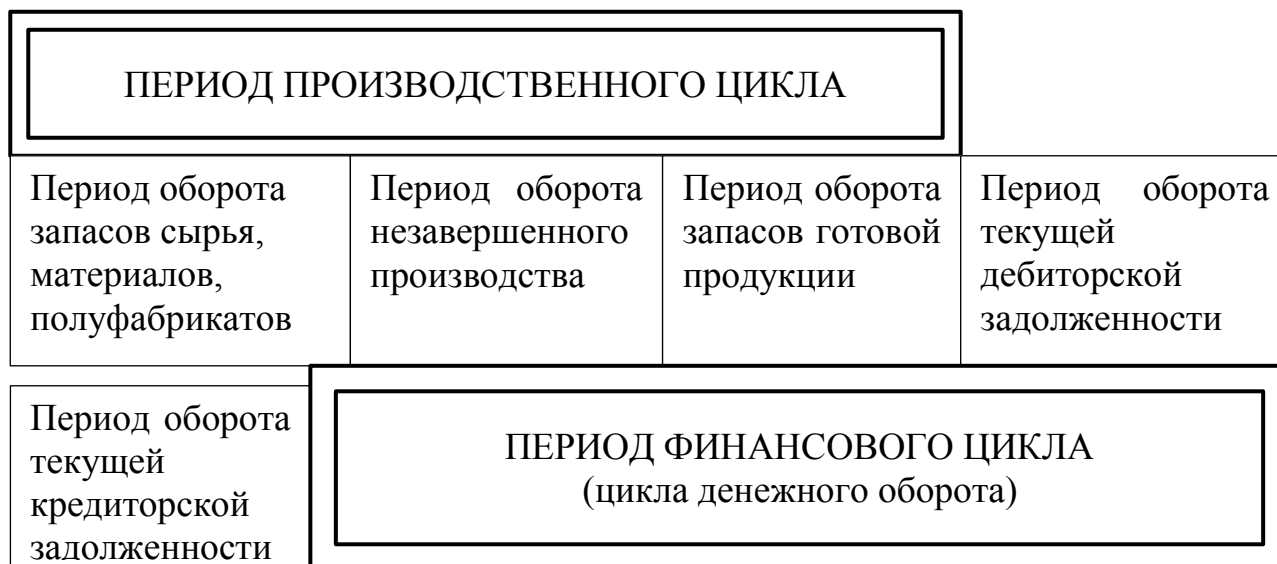 ПЕРИОД ПРОИЗВОДСТВЕННОГО ЦИКЛА
Период оборота
запасов сырья,
материалов,
полуфабрикатов
Период оборота
незавершенного
производства
Период оборота
запасов готовой
продукции
Период оборота
текущей
дебиторской
задолженности
Период оборота
текущей
кредиторской
задолженности
ПЕРИОД ФИНАНСОВОГО ЦИКЛА
(цикла денежного оборота)